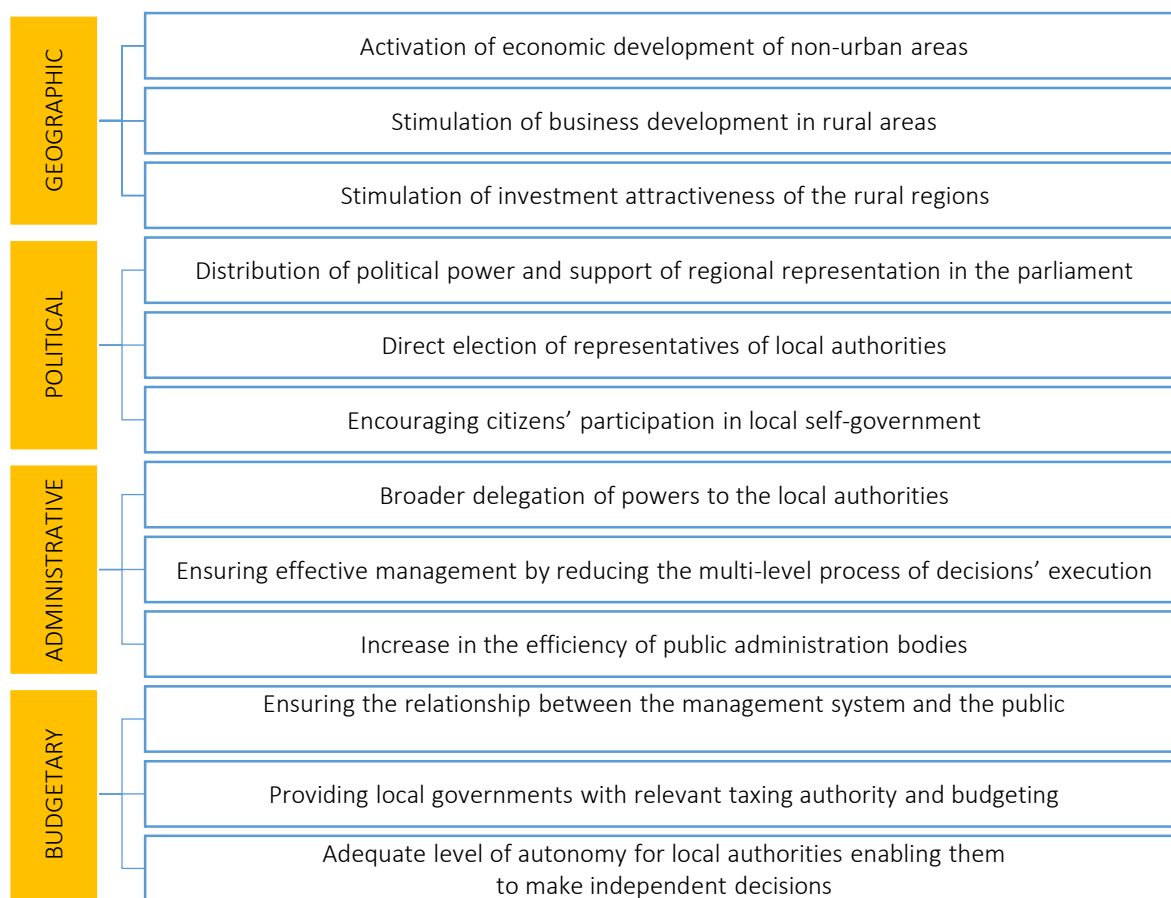 GEOGRAPHIC
Activation of economic development of non-urban areas
Stimulation of business development in rural areas
Stimulation of investment attractiveness of the rural regions
POLITICAL
Distribution of political power and support of regional representation in the parliament
Direct election of representatives of local authorities
Encouraging citizens’ participation in local self-government
ADMINISTRATIVE
Broader delegation of powers to the local authorities
Ensuring effective management by reducing the multi-level process of decisions’ execution
Increase in the efficiency of public administration bodies
BUDGETARY
Ensuring the relationship between the management system and the public
Providing local governments with relevant taxing authority and budgeting
Adequate level of autonomy for local authorities enabling them
to make independent decisions